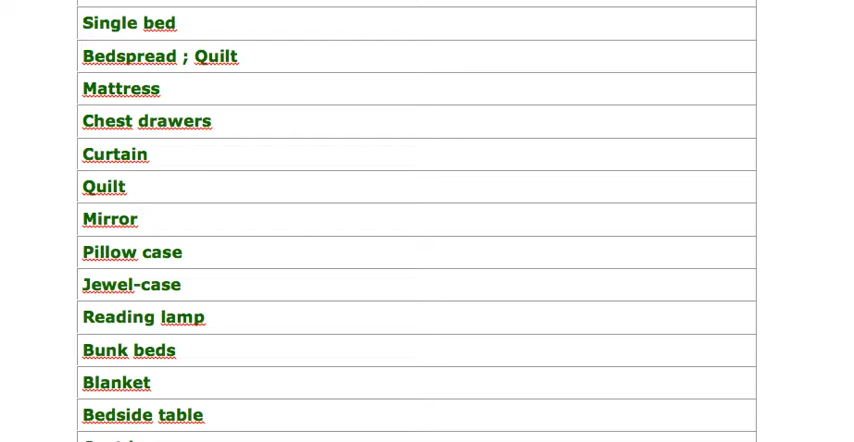 Single bed
Bedspread ; Quilt
Mattress
Chest drawers
Curtain
Quilt
Mirror
Pillow case
Jewel-case
Reading lamp
Bunk beds
Blanket
Bedside table